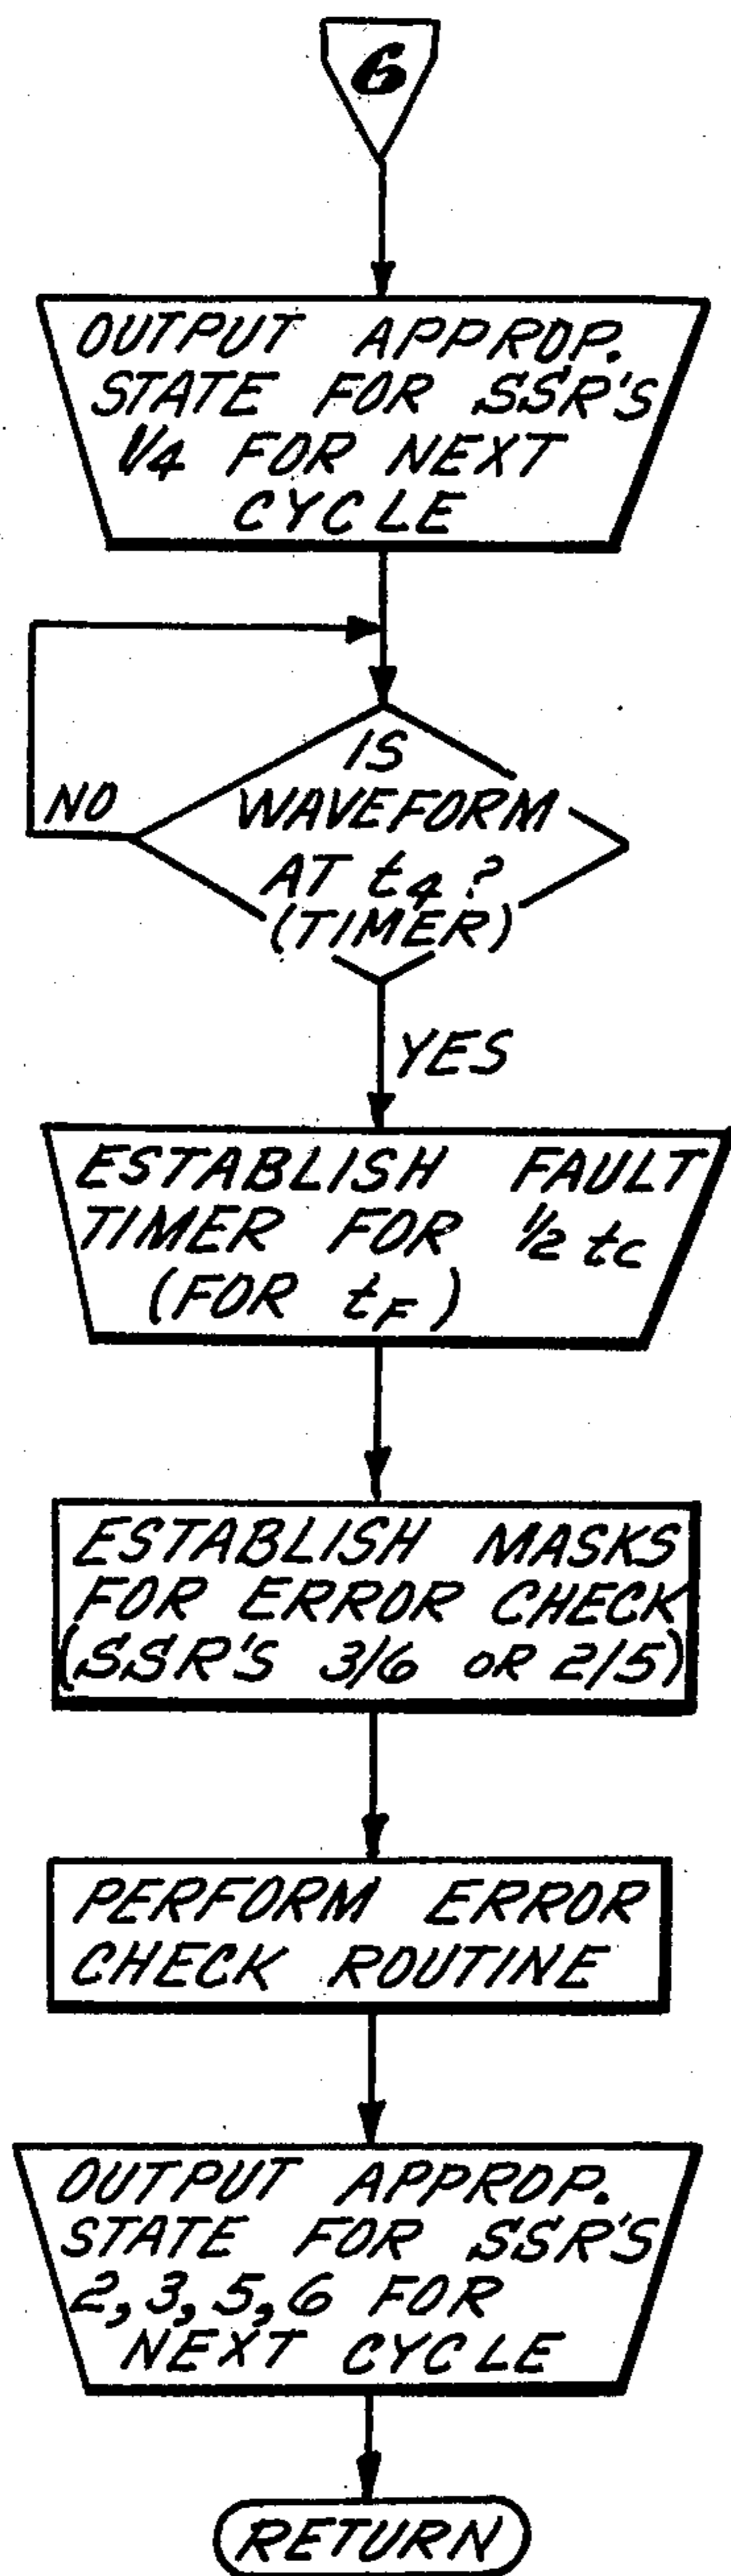 6
OUTPUT APPROP.
STATE FOR SSR'S
1/4 FOR NEXT
CYCLE
IS
WAVEFORM
AT t4?
(TIMER)
NO
YES
ESTABLISH FAULT
TIMER FOR 1/2 tc
(FOR tF)
ESTABLISH MASKS
FOR ERROR CHECK
(SSR'S 3/6 OR 2/5)
PERFORM ERROR
CHECK ROUTINE
OUTPUT APPROP.
STATE FOR SSR'S
2,3,5,6 FOR
NEXT CYCLE
RETURN